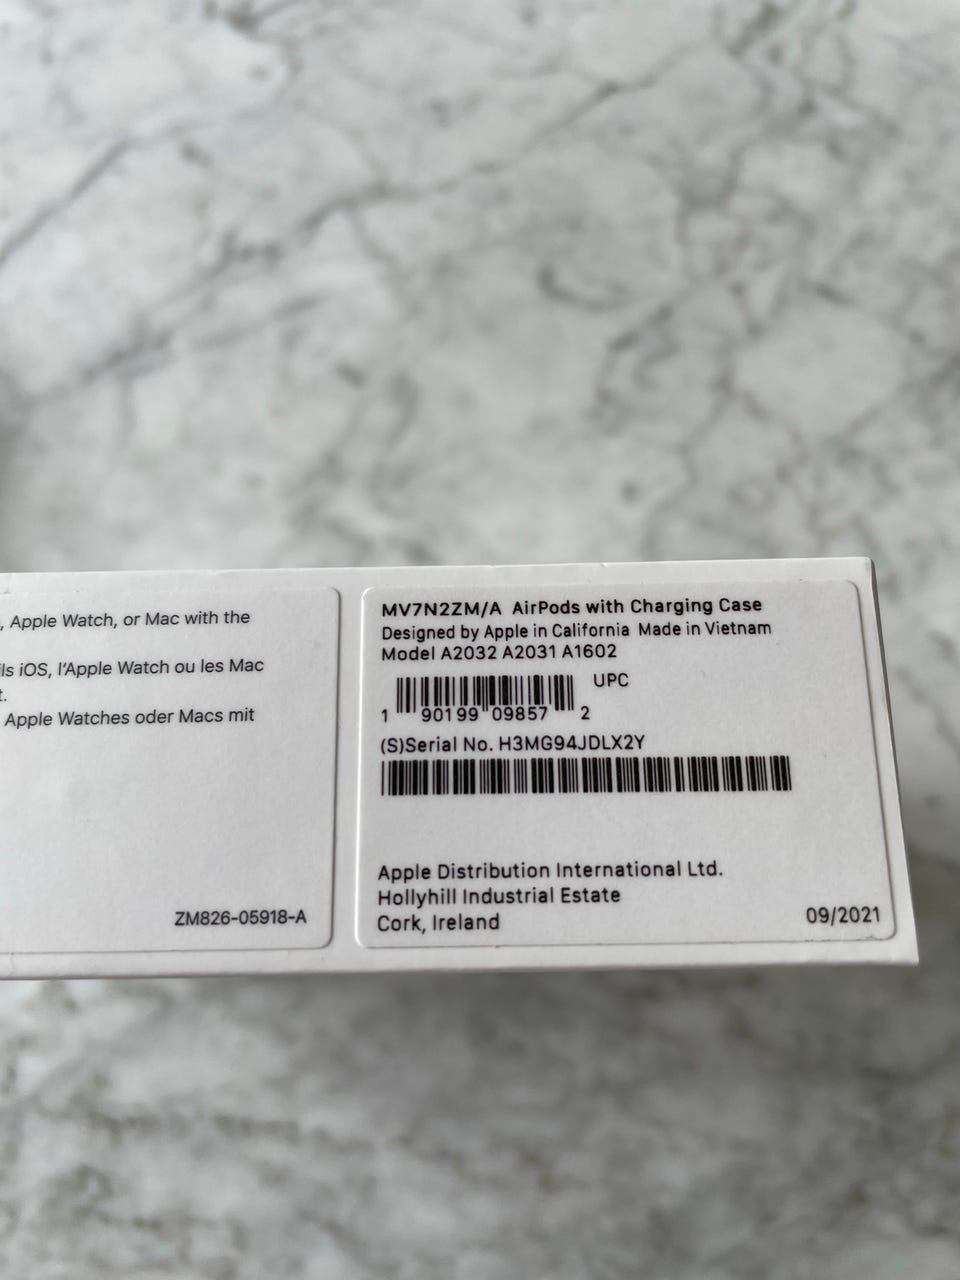 , Apple Watch, or Mac with the
ils iOS, l'Apple Watch ou les Mac
t.
Apple Watches oder Macs mit
ZM826-05918-A
MV7N2ZM/A AirPods with Charging Case
Designed by Apple in California Made in Vietnam
Model A2032 A2031 A1602
UPC
1 90199 09857 2
(S)Serial No. H3MG94JDLX2Y
Apple Distribution International Ltd.
Hollyhill Industrial Estate
Cork, Ireland
09/2021